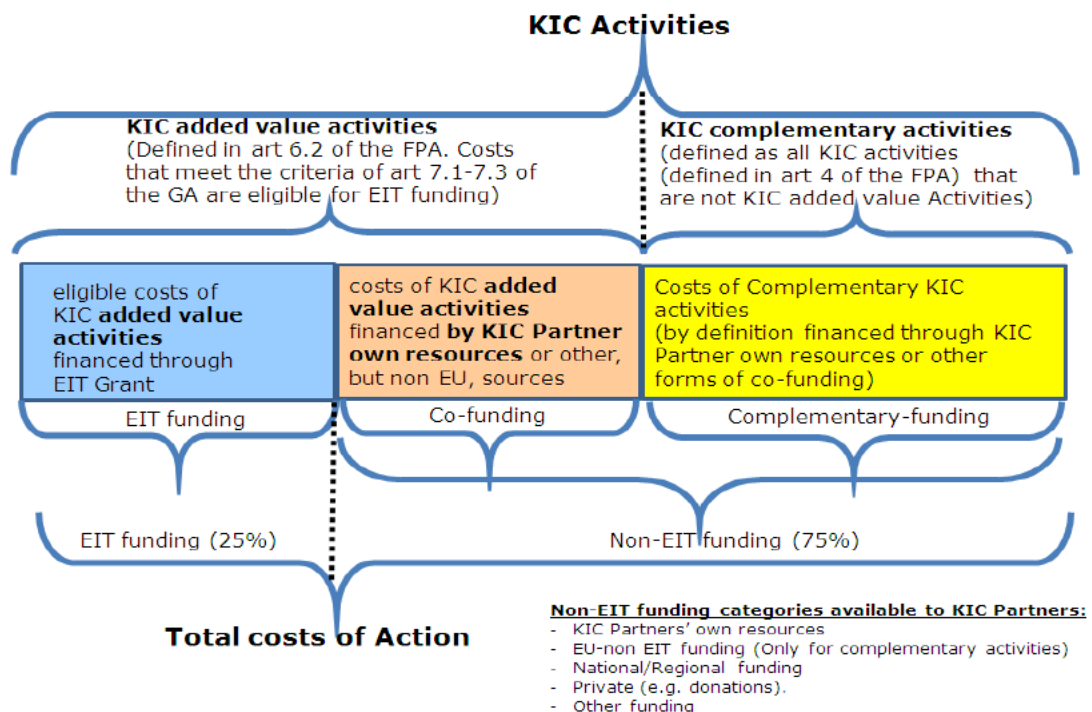 KIC Activities
KIC added value activities
(Defined in art 6.2 of the FPA. Costs
that meet the criteria of art 7.1-7.3 of
the GA are eligible for EIT funding)
KIC complementary activities
(defined as all KIC activities
(defined in art 4 of the FPA) that
are not KIC added value Activities)
eligible costs of
KIC added value
activities
financed through
EIT Grant
costs of KIC added
value activities
financed by KIC Partner
own resources or other,
but non EU, sources
Costs of Complementary KIC
activities
(by definition financed through KIC
Partner own resources or other
forms of co-funding)
EIT funding
Co-funding
Complementary-funding
EIT funding (25%)
Non-EIT funding (75%)
Total costs of Action
Non-EIT funding categories available to KIC Partners:
- KIC Partners' own resources
- EU-non EIT funding (Only for complementary activities)
- National/Regional funding
- Private (e.g. donations).
- Other funding